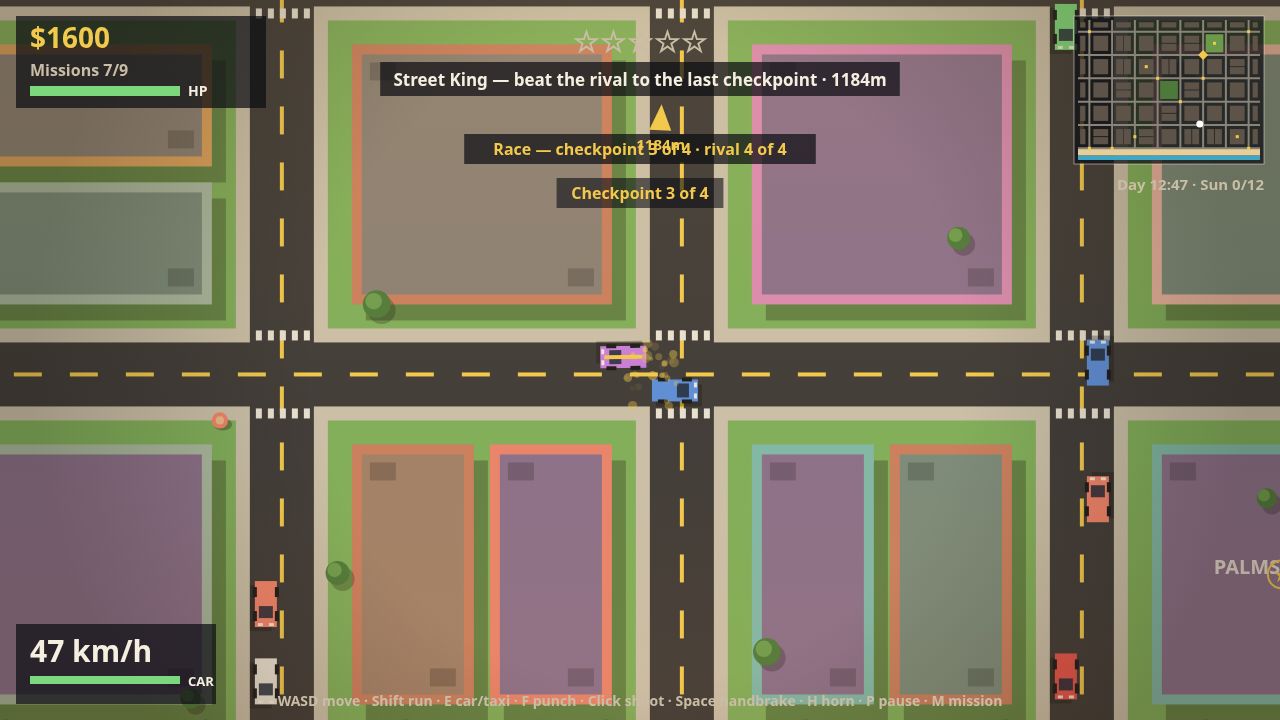 $1600
Missions 7/9
HP
Street King — beat the rival to the last checkpoint · 1184m
1184m
Race — checkpoint 3 of 4 · rival 4 of 4
Checkpoint 3 of 4
Day 12:47 · Sun 0/12
PALMS
47 km/h
CAR
WASD move · Shift run · E car/taxi · F punch · Click shoot · Space handbrake · H horn · P pause · M mission